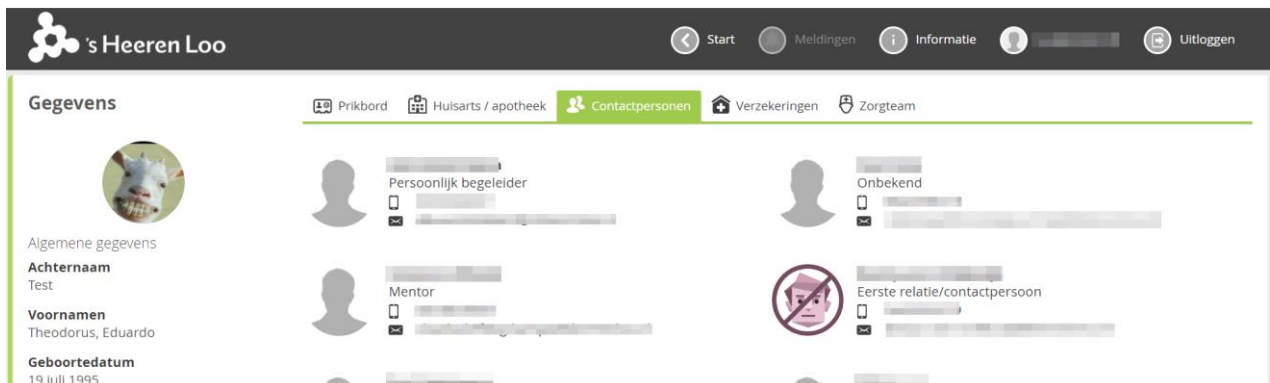 's Heeren Loo
Start
Meldingen
Informatie
Uitloggen
Gegevens
Prikbord
Huisarts / apotheek
Contactpersonen
Verzekeringen
Zorgteam
Algemene gegevens
Achternaam
Test
Voornamen
Theodorus, Eduardo
Geboortedatum
19 juli 1995
Persoonlijk begeleider
Onbekend
Mentor
Eerste relatie/contactpersoon